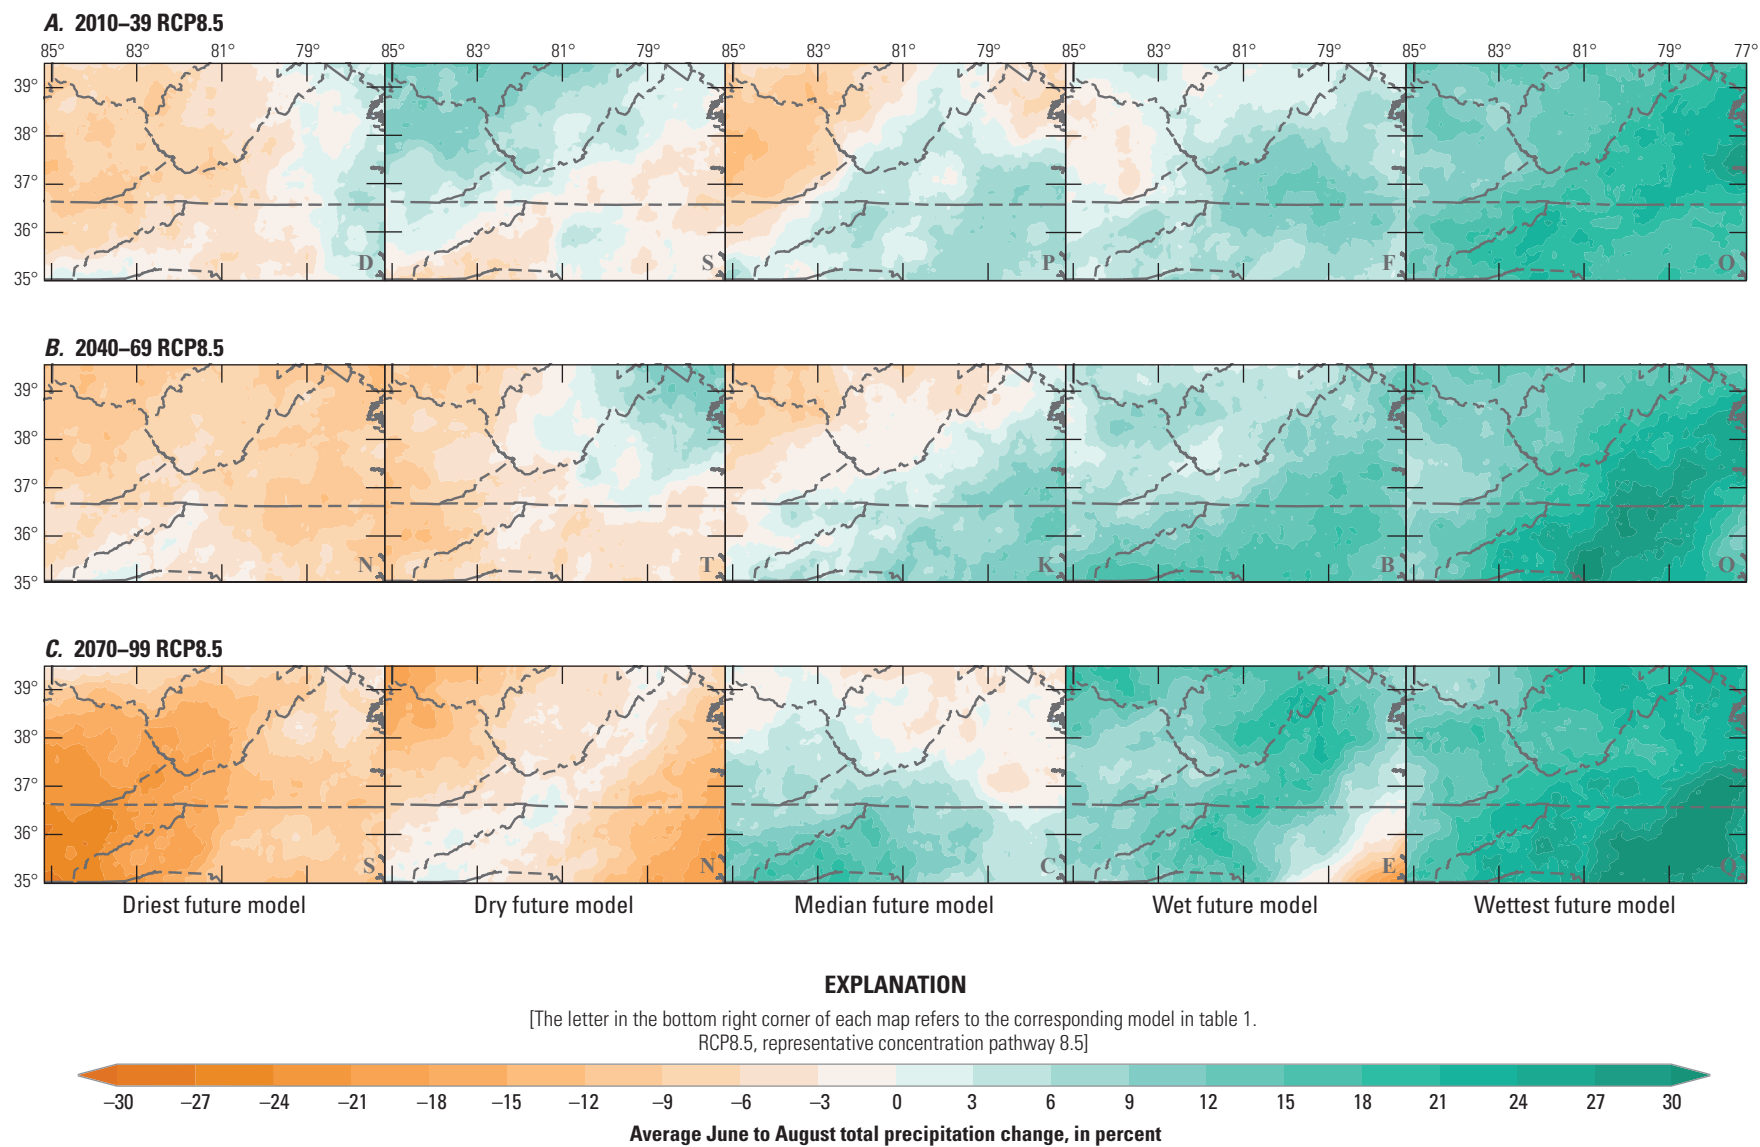 A. 2010–39 RCP8.5
85° 83° 81° 79° 85° 83° 81° 79° 85° 83° 81° 79° 85° 83° 81° 79° 85° 83° 81° 79° 77°
39°
38°
37°
36°
35°
D S P F O
B. 2040–69 RCP8.5
39°
38°
37°
36°
35°
N T K B O
C. 2070–99 RCP8.5
39°
38°
37°
36°
35°
S N C E
Driest future model Dry future model Median future model Wet future model Wettest future model
EXPLANATION
[The letter in the bottom right corner of each map refers to the corresponding model in table 1.
RCP8.5, representative concentration pathway 8.5]
–30 –27 –24 –21 –18 –15 –12 –9 –6 –3 0 3 6 9 12 15 18 21 24 27 30
Average June to August total precipitation change, in percent